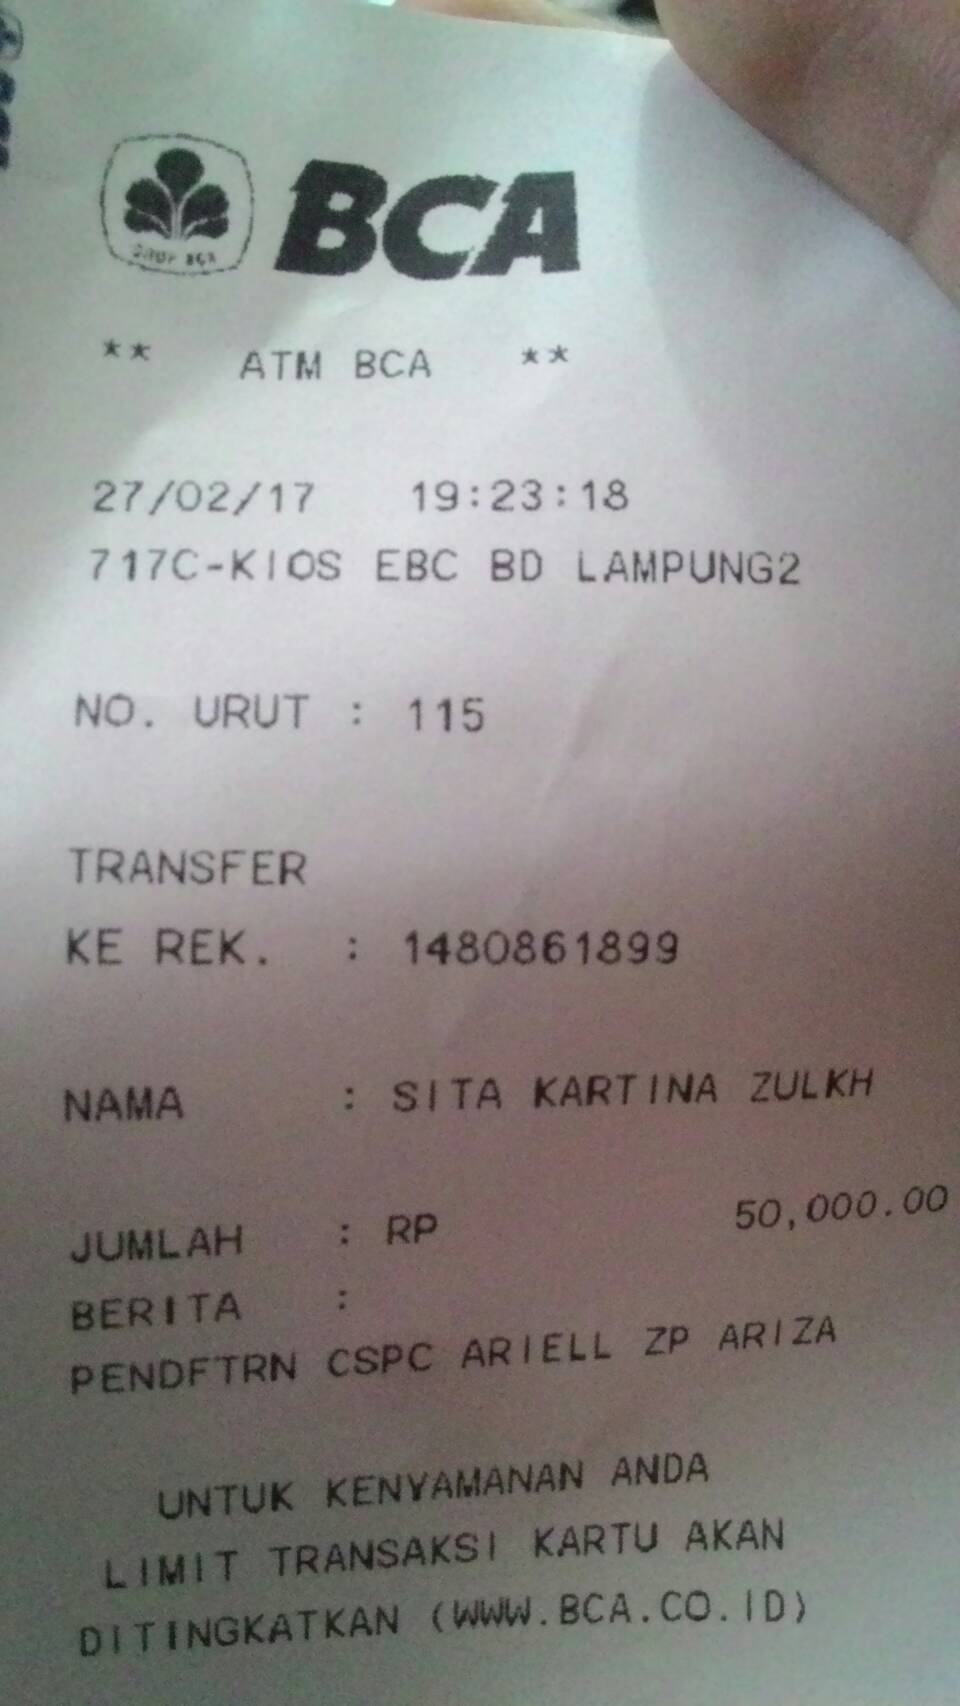 GRUP BCA
BCA
** ATM BCA **
27/02/17 19:23:18
717C-KIOS EBC BD LAMPUNG2
NO. URUT : 115
TRANSFER
KE REK. : 1480861899
NAMA : SITA KARTINA ZULKH
JUMLAH : RP 50,000.00
BERITA :
PENDFTRN CSPC ARIELL ZP ARIZA
UNTUK KENYAMANAN ANDA
LIMIT TRANSAKSI KARTU AKAN
DITINGKATKAN (WWW.BCA.CO.ID)